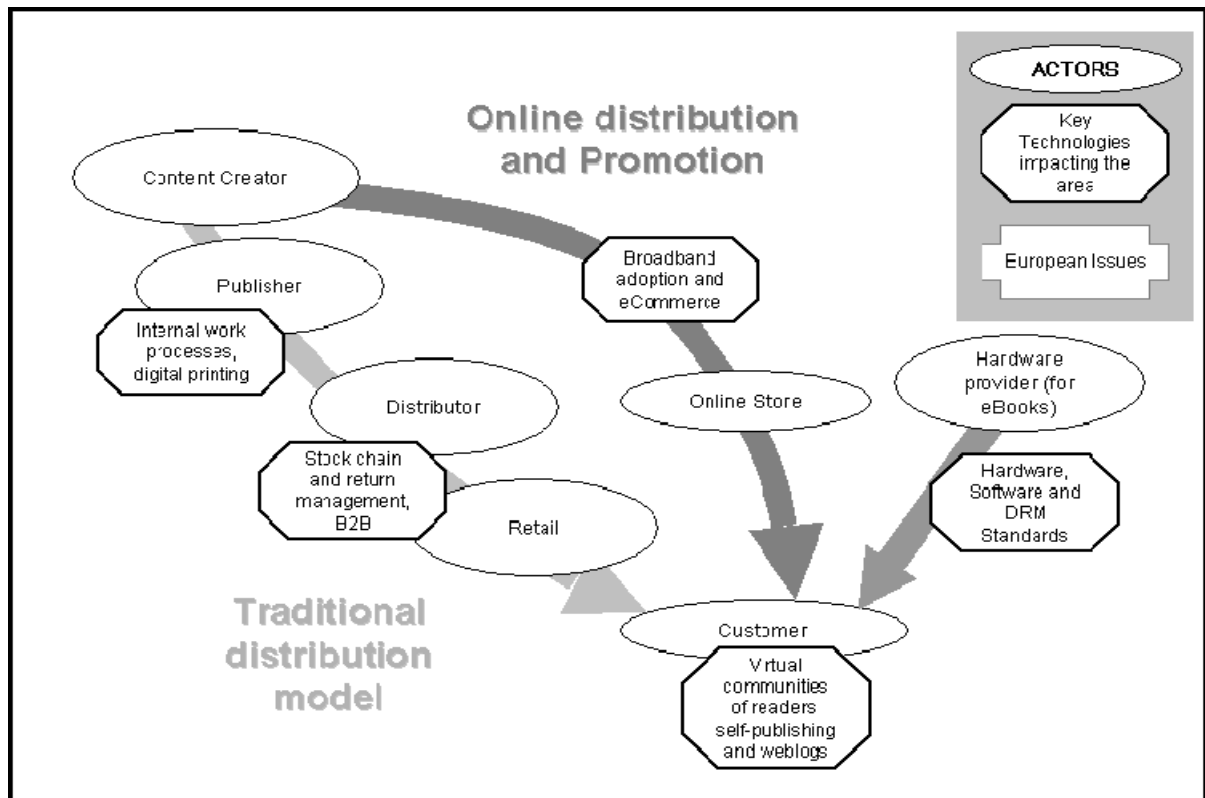 ACTORS
Key
Technologies
impacting the
area
European Issues
Online distribution
and Promotion
Content Creator
Broadband
adoption and
eCommerce
Publisher
Internal work
processes,
digital printing
Hardware
provider (for
eBooks)
Online Store
Distributor
Stock chain
and return
management,
B2B
Hardware,
Software and
DRM
Standards
Retail
Traditional
distribution
model
Customer
Virtual
communities
of readers
self-publishing
and weblogs